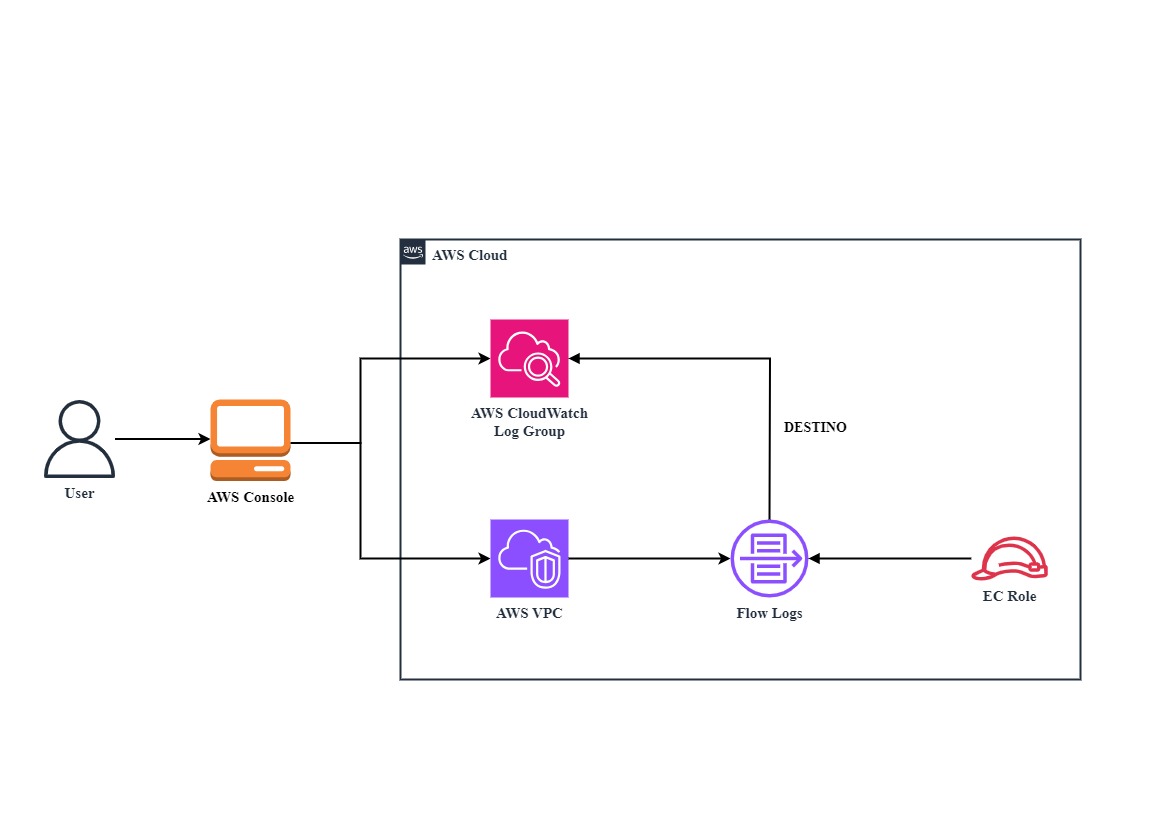 aws
AWS Cloud
AWS CloudWatch
Log Group
DESTINO
User
AWS Console
AWS VPC
Flow Logs
EC Role